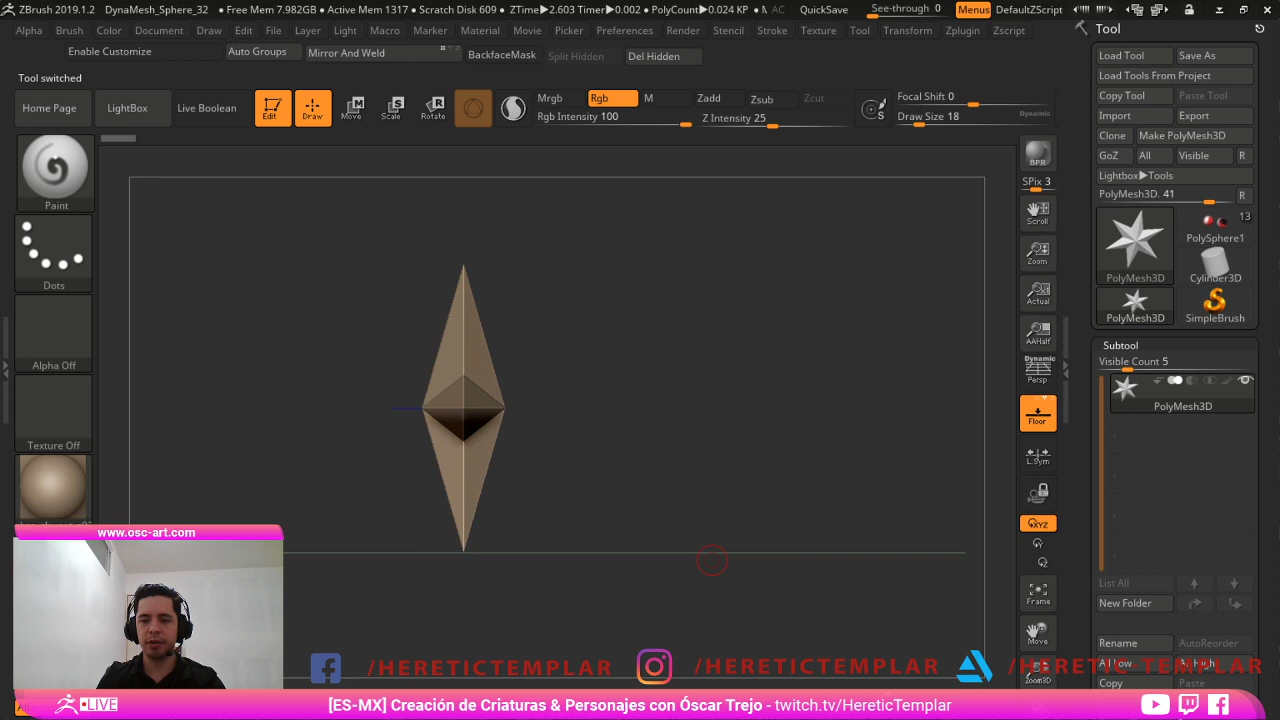 ZBrush 2019.1.2 DynaMesh_Sphere_32 ● Free Mem 7.982GB ● Active Mem 1317 ● Scratch Disk 609 ● ZTime▶2.603 Timer▶0.002 ● PolyCount▶0.024 KP ● AC QuickSave See-through 0 Menus DefaultZScript
Alpha Brush Color Document Draw Edit File Layer Light Macro Marker Material Movie Picker Preferences Render Stencil Stroke Texture Tool Transform Zplugin Zscript
Enable Customize Auto Groups Mirror And Weld BackfaceMask Split Hidden Del Hidden
Tool switched
Home Page LightBox Live Boolean Edit Draw Move Scale Rotate
Mrgb Rgb M Zadd Zsub Zcut
Rgb Intensity 100 Z Intensity 25
Focal Shift 0
Draw Size 18 Dynamic
S
Paint
Dots
Alpha Off
Texture Off
BPR
SPix 3
Scroll
Zoom
Actual
AAHalf
Dynamic
Persp
Floor
L.Sym
XYZ
Y
Z
Frame
Move
Zoom3D
Tool
Load Tool Save As
Load Tools From Project
Copy Tool Paste Tool
Import Export
Clone Make PolyMesh3D
GoZ All Visible R
Lightbox▶Tools
PolyMesh3D. 41 R
13
PolyMesh3D PolySphere1
Cylinder3D
PolyMesh3D SimpleBrush
Subtool
Visible Count 5
PolyMesh3D
List All
New Folder
Rename AutoReorder
All Low All High
Copy Paste
www.osc-art.com
/HERETICTEMPLAR /HERETICTEMPLAR /HERETIC-TEMPLAR
LIVE [ES-MX] Creación de Criaturas & Personajes con Óscar Trejo - twitch.tv/HereticTemplar